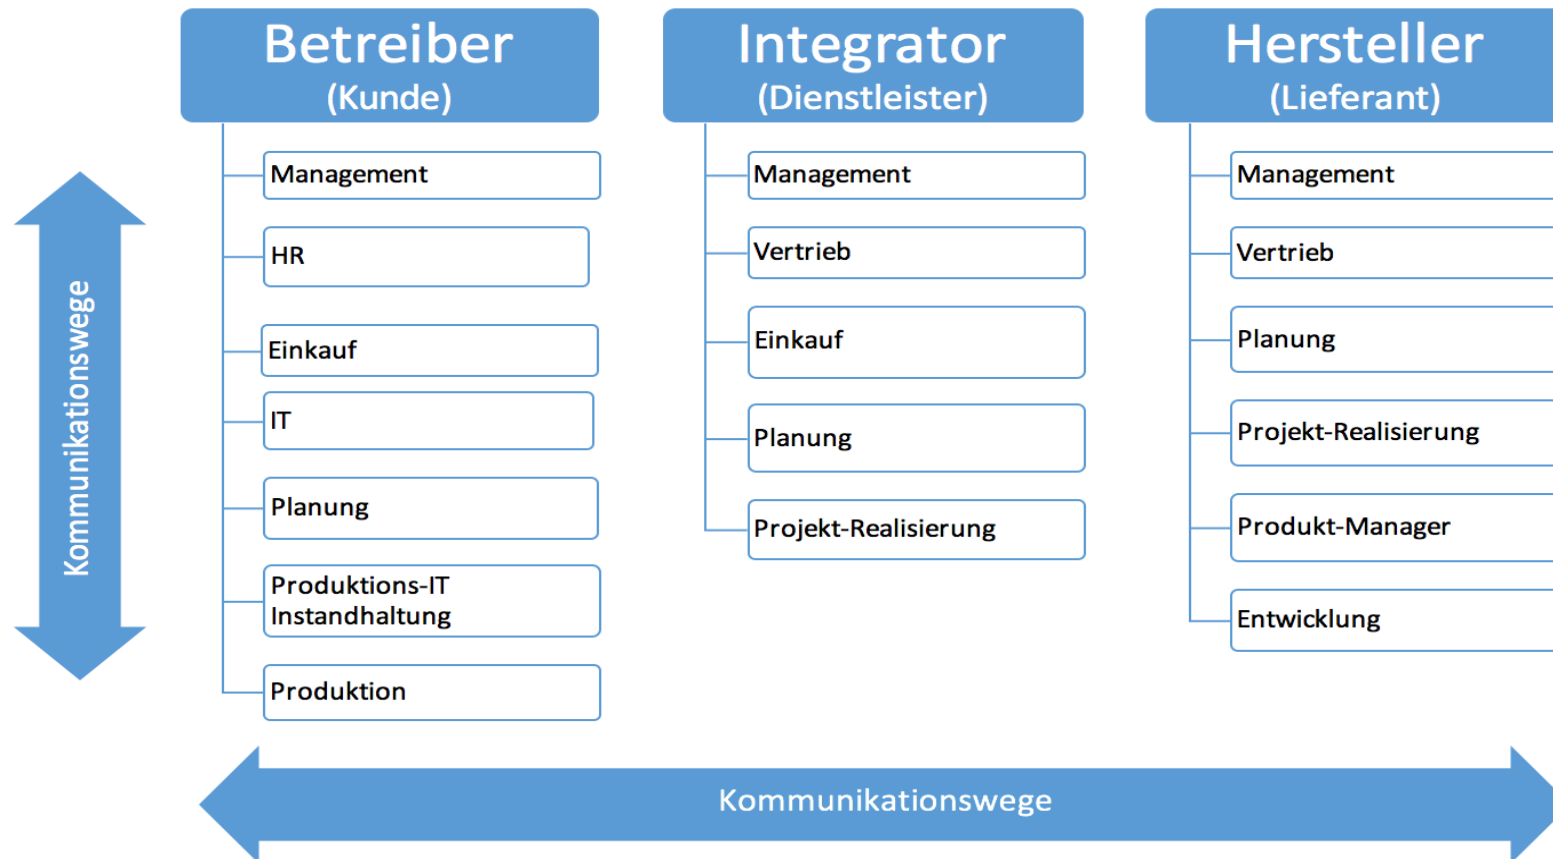 Betreiber
(Kunde)
Management
HR
Einkauf
IT
Planung
Produktions-IT
Instandhaltung
Produktion
Integrator
(Dienstleister)
Management
Vertrieb
Einkauf
Planung
Projekt-Realisierung
Hersteller
(Lieferant)
Management
Vertrieb
Planung
Projekt-Realisierung
Produkt-Manager
Entwicklung
Kommunikationswege
Kommunikationswege